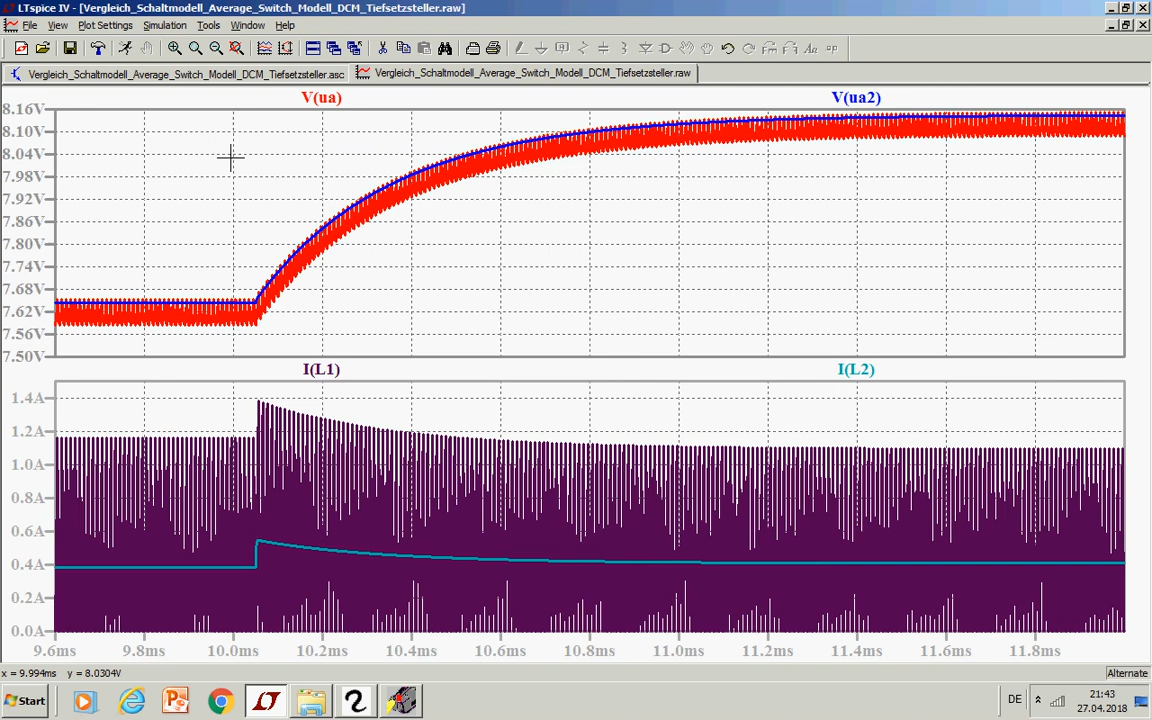 LTspice IV - [Vergleich_Schaltmodell_Average_Switch_Modell_DCM_Tiefsetzsteller.raw]
File View Plot Settings Simulation Tools Window Help
Vergleich_Schaltmodell_Average_Switch_Modell_DCM_Tiefsetzsteller.asc Vergleich_Schaltmodell_Average_Switch_Modell_DCM_Tiefsetzsteller.raw
V(ua) V(ua2)
8.16V
8.10V
8.04V
7.98V
7.92V
7.86V
7.80V
7.74V
7.68V
7.62V
7.56V
7.50V
I(L1) I(L2)
1.4A
1.2A
1.0A
0.8A
0.6A
0.4A
0.2A
0.0A
9.6ms 9.8ms 10.0ms 10.2ms 10.4ms 10.6ms 10.8ms 11.0ms 11.2ms 11.4ms 11.6ms 11.8ms
x = 9.994ms y = 8.0304V Alternate
Start DE 21:43
27.04.2018